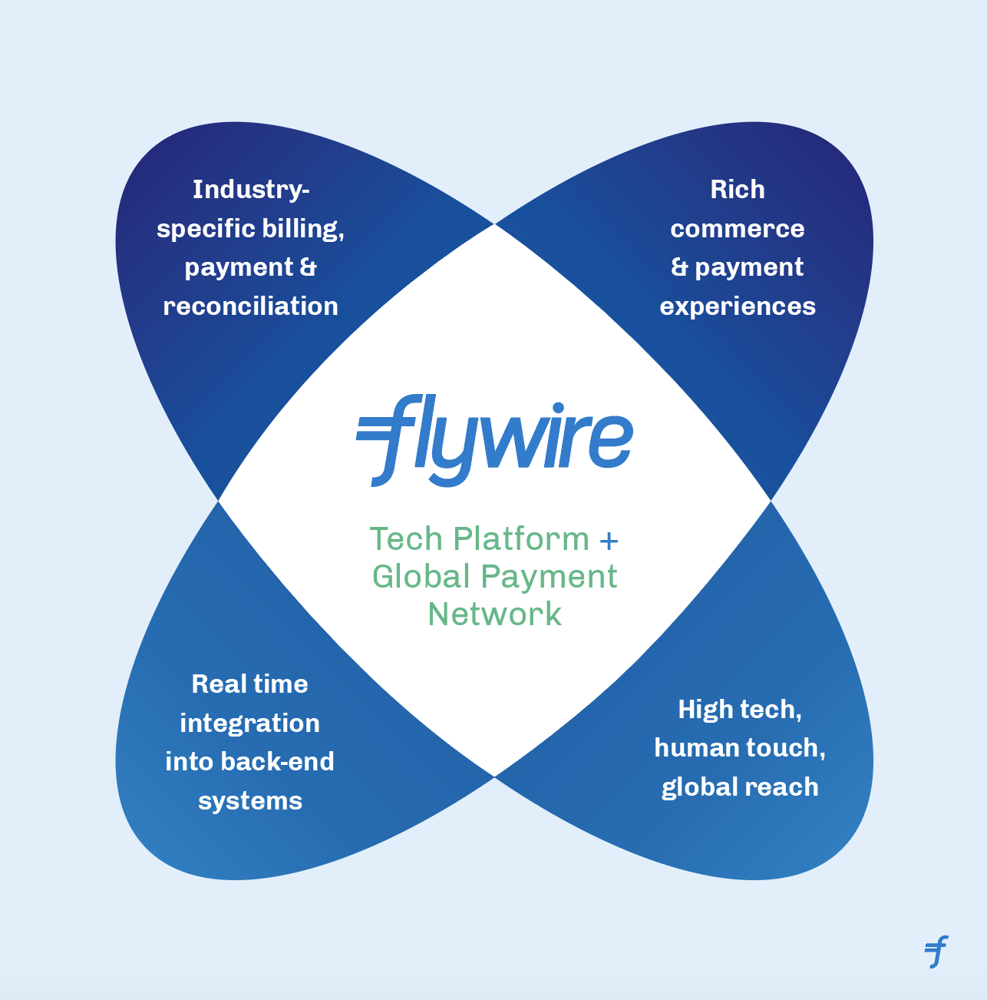 Industry-
specific billing,
payment &
reconciliation
Rich
commerce
& payment
experiences
flywire
Tech Platform +
Global Payment
Network
Real time
integration
into back-end
systems
High tech,
human touch,
global reach